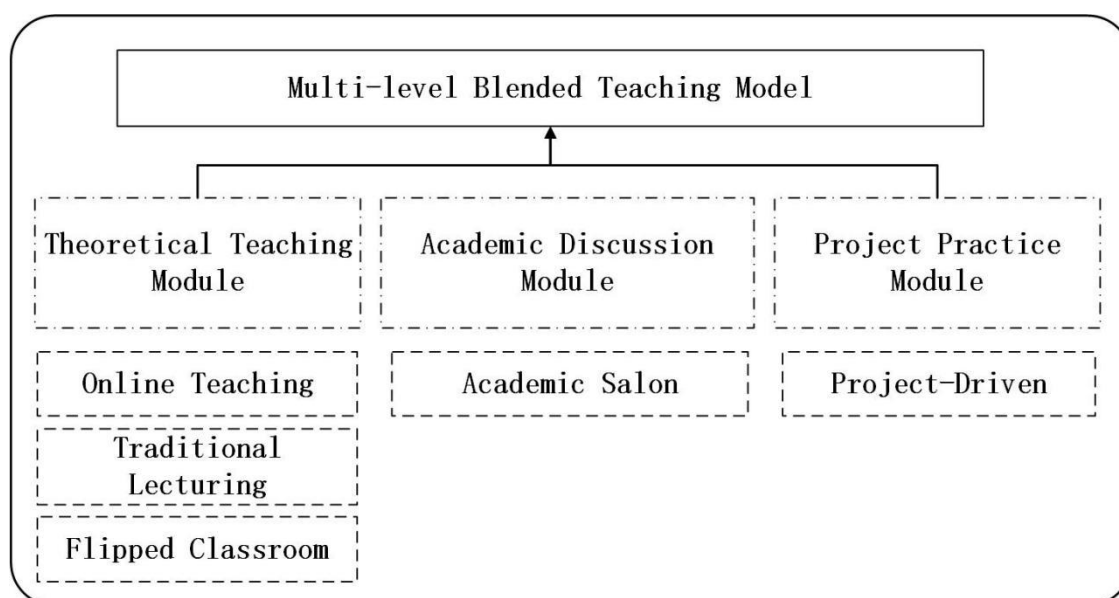 Multi-level Blended Teaching Model
Theoretical Teaching
Module
Academic Discussion
Module
Project Practice
Module
Online Teaching
Academic Salon
Project-Driven
Traditional
Lecturing
Flipped Classroom